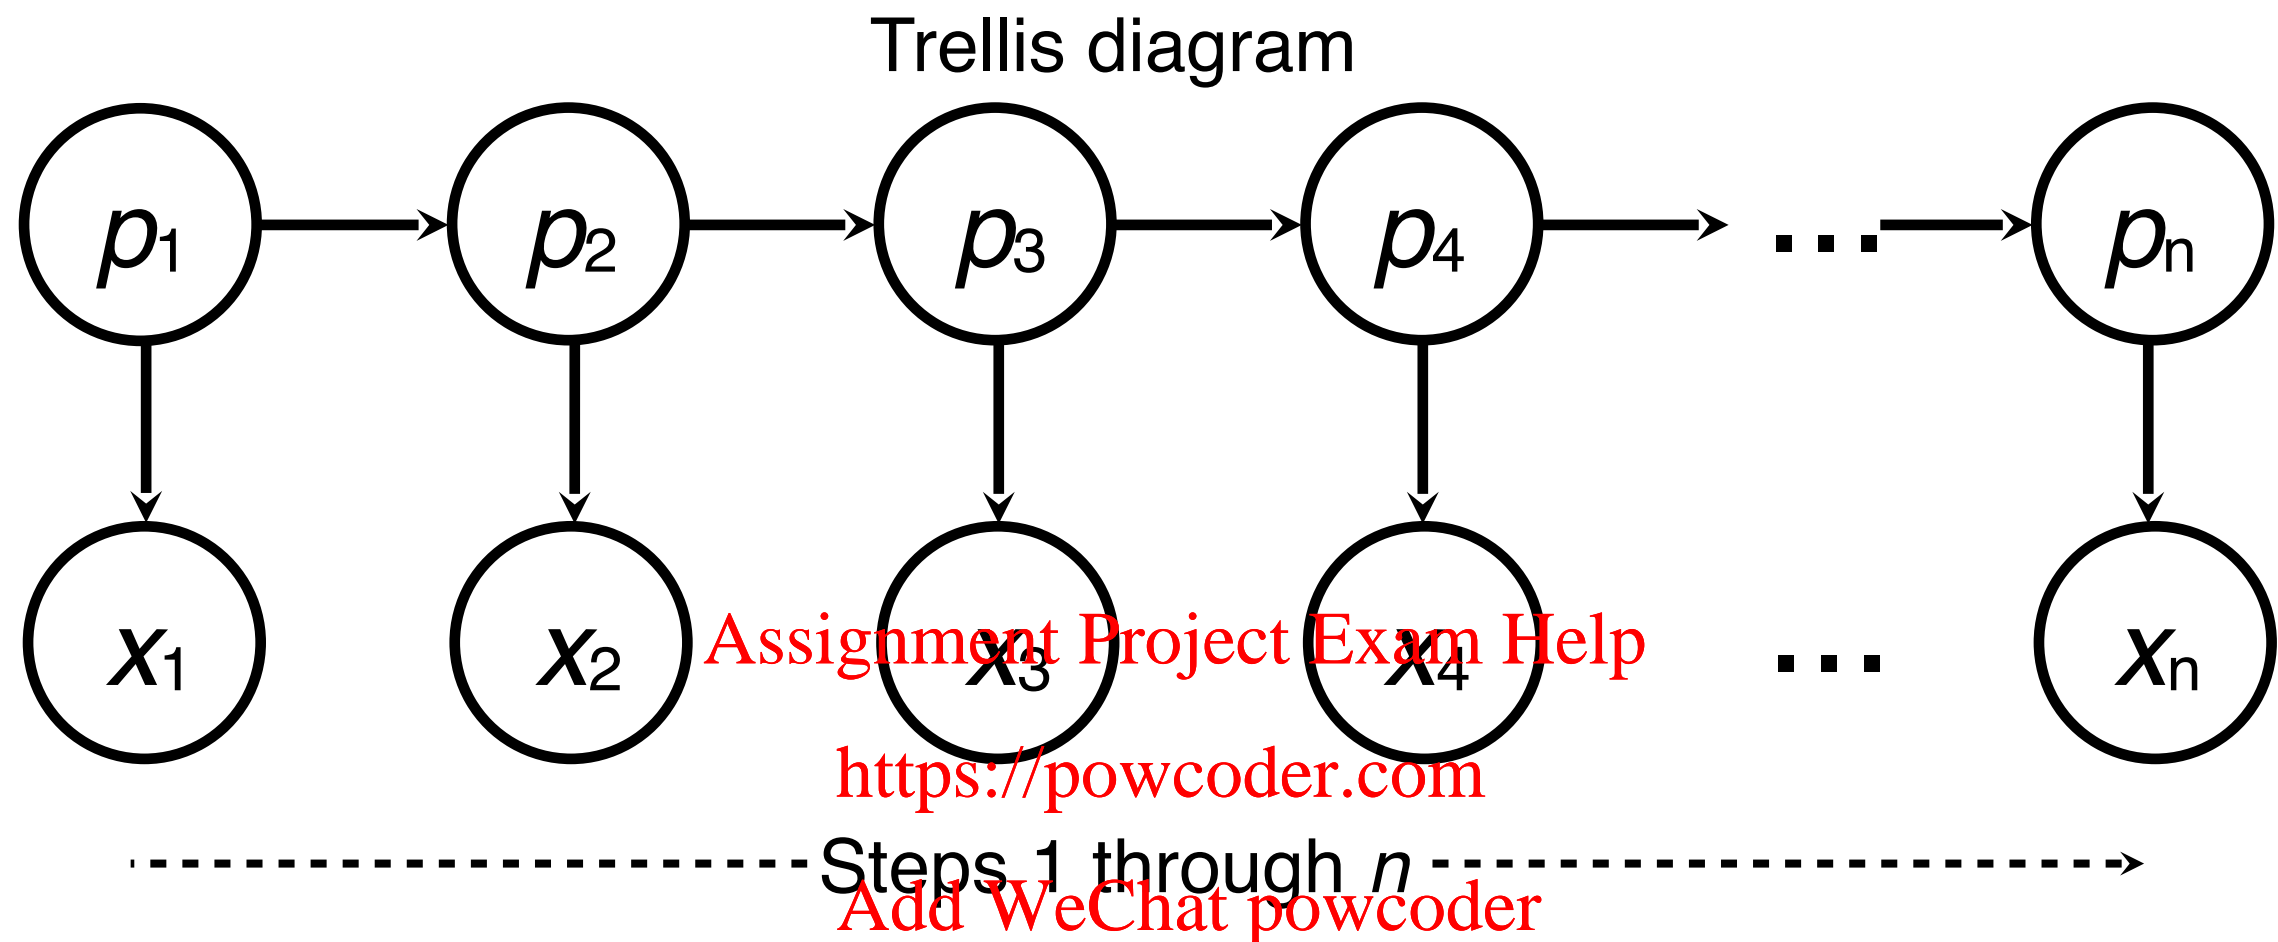 Trellis diagram
p1 p2 p3 p4 ... pn
x1 x2 x3 x4 ... xn
Assignment Project Exam Help
https://powcoder.com
Steps 1 through n
Add WeChat powcoder